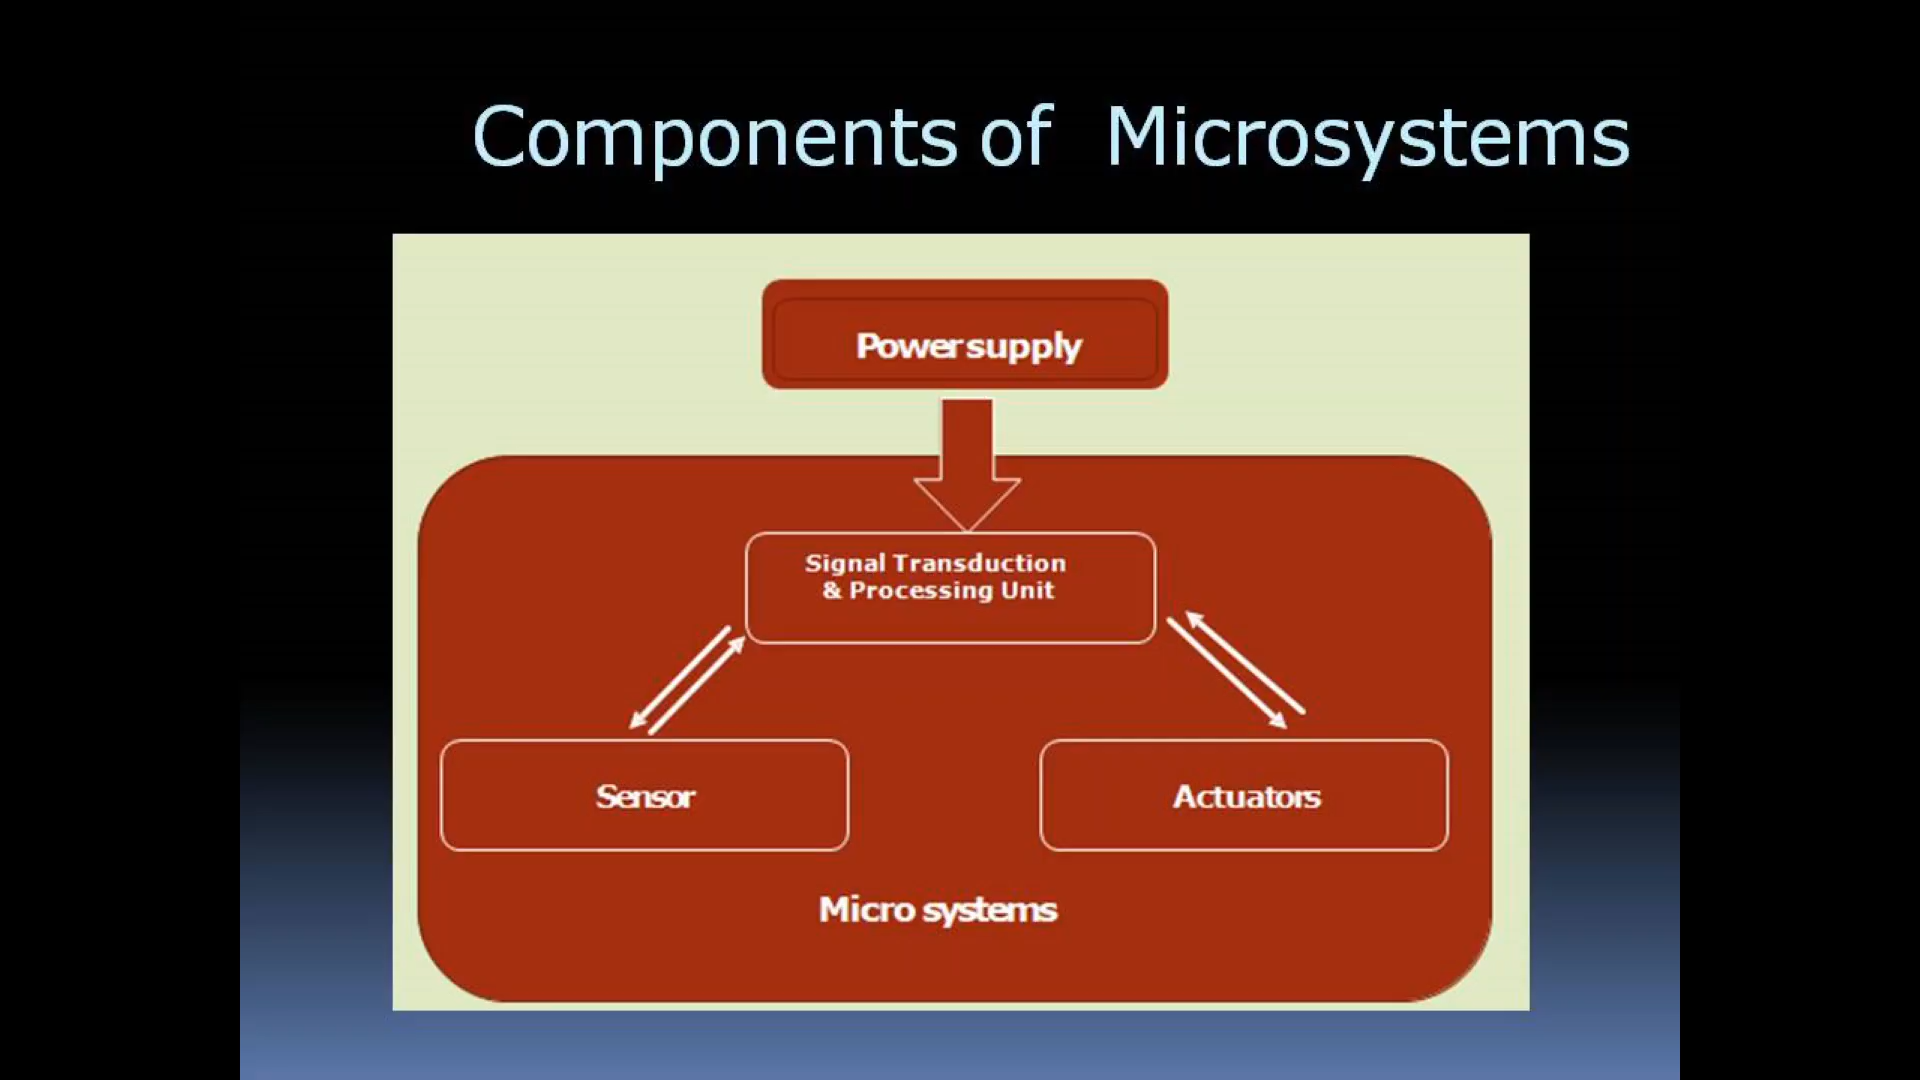 Components of Microsystems
Power supply
Signal Transduction
& Processing Unit
Sensor
Actuators
Micro systems